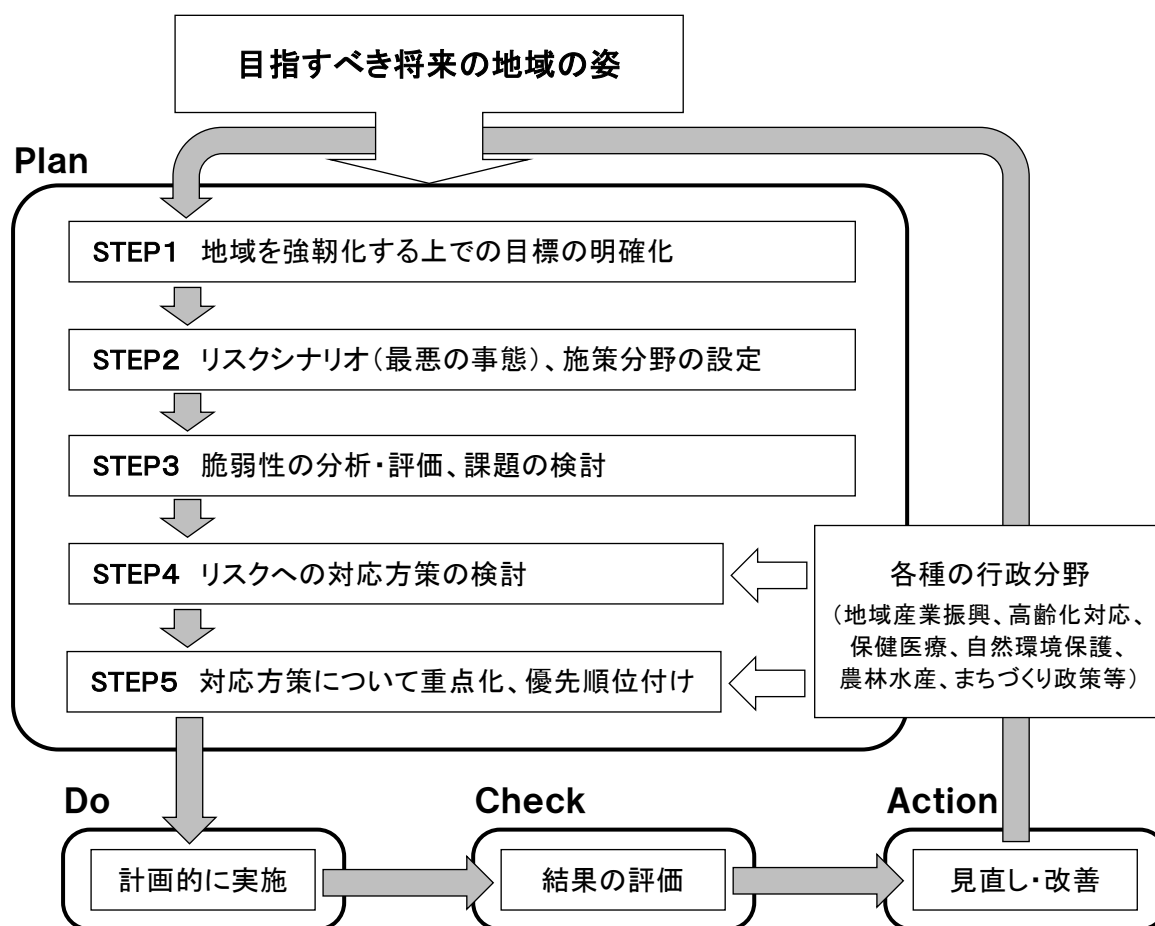 目指すべき将来の地域の姿
Plan
STEP1 地域を強靭化する上での目標の明確化
STEP2 リスクシナリオ(最悪の事態)、施策分野の設定
STEP3 脆弱性の分析・評価、課題の検討
STEP4 リスクへの対応方策の検討
STEP5 対応方策について重点化、優先順位付け
各種の行政分野
(地域産業振興、高齢化対応、
保健医療、自然環境保護、
農林水産、まちづくり政策等)
Do
計画的に実施
Check
結果の評価
Action
見直し・改善